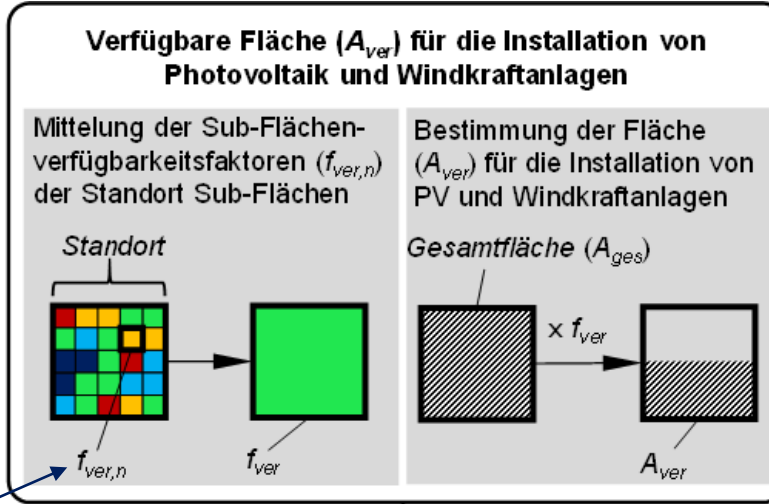 Verfügbare Fläche (A_ver) für die Installation von
Photovoltaik und Windkraftanlagen
Mittelung der Sub-Flächen-
verfügbarkeitsfaktoren (f_ver,n)
der Standort Sub-Flächen
Standort
f_ver,n
f_ver
Bestimmung der Fläche
(A_ver) für die Installation von
PV und Windkraftanlagen
Gesamtfläche (A_ges)
x f_ver
A_ver